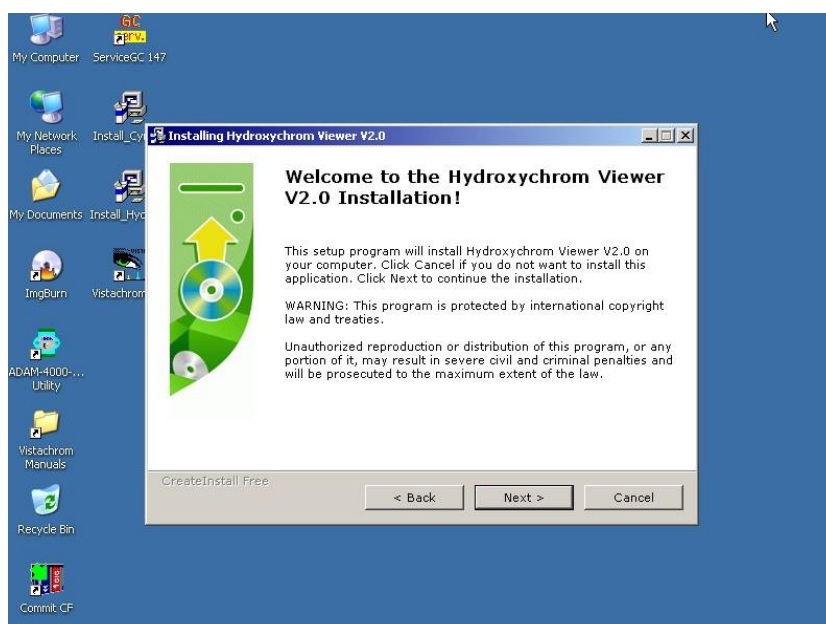 GC
serv.
My Computer
ServiceGC 147
My Network
Places
Install_Cy
My Documents
Install_Hyd
ImgBurn
Vistachrom
ADAM-4000-...
Utility
Vistachrom
Manuals
Recycle Bin
Commit CF
Installing Hydroxychrom Viewer V2.0
Welcome to the Hydroxychrom Viewer
V2.0 Installation!
This setup program will install Hydroxychrom Viewer V2.0 on
your computer. Click Cancel if you do not want to install this
application. Click Next to continue the installation.
WARNING: This program is protected by international copyright
law and treaties.
Unauthorized reproduction or distribution of this program, or any
portion of it, may result in severe civil and criminal penalties and
will be prosecuted to the maximum extent of the law.
CreateInstall Free
< Back
Next >
Cancel